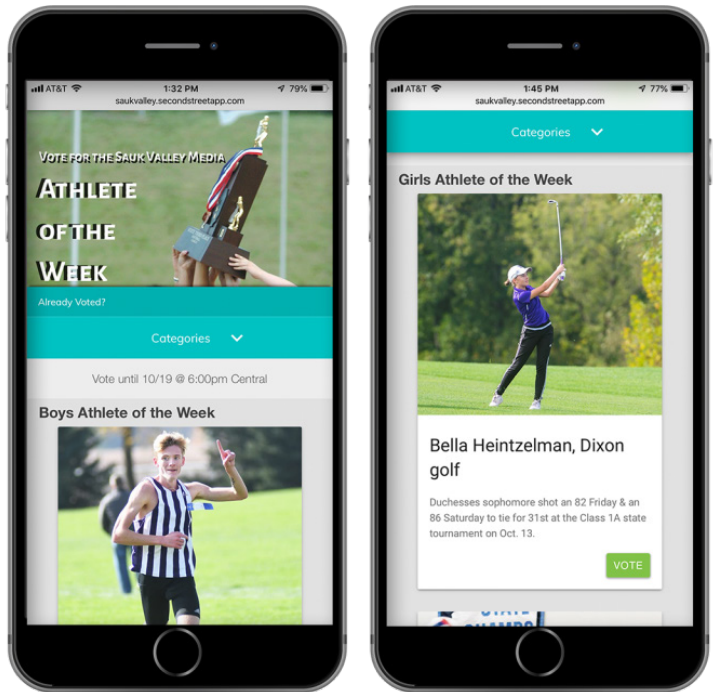 AT&T 1:32 PM 79%
saukvalley.secondstreetapp.com
Vote for the Sauk Valley Media
Athlete
of the
Week
Already Voted?
Categories
Vote until 10/19 @ 6:00pm Central
Boys Athlete of the Week
AT&T 1:45 PM 77%
saukvalley.secondstreetapp.com
Categories
Girls Athlete of the Week
Bella Heintzelman, Dixon
golf
Duchesses sophomore shot an 82 Friday & an
86 Saturday to tie for 31st at the Class 1A state
tournament on Oct. 13.
VOTE
STATE